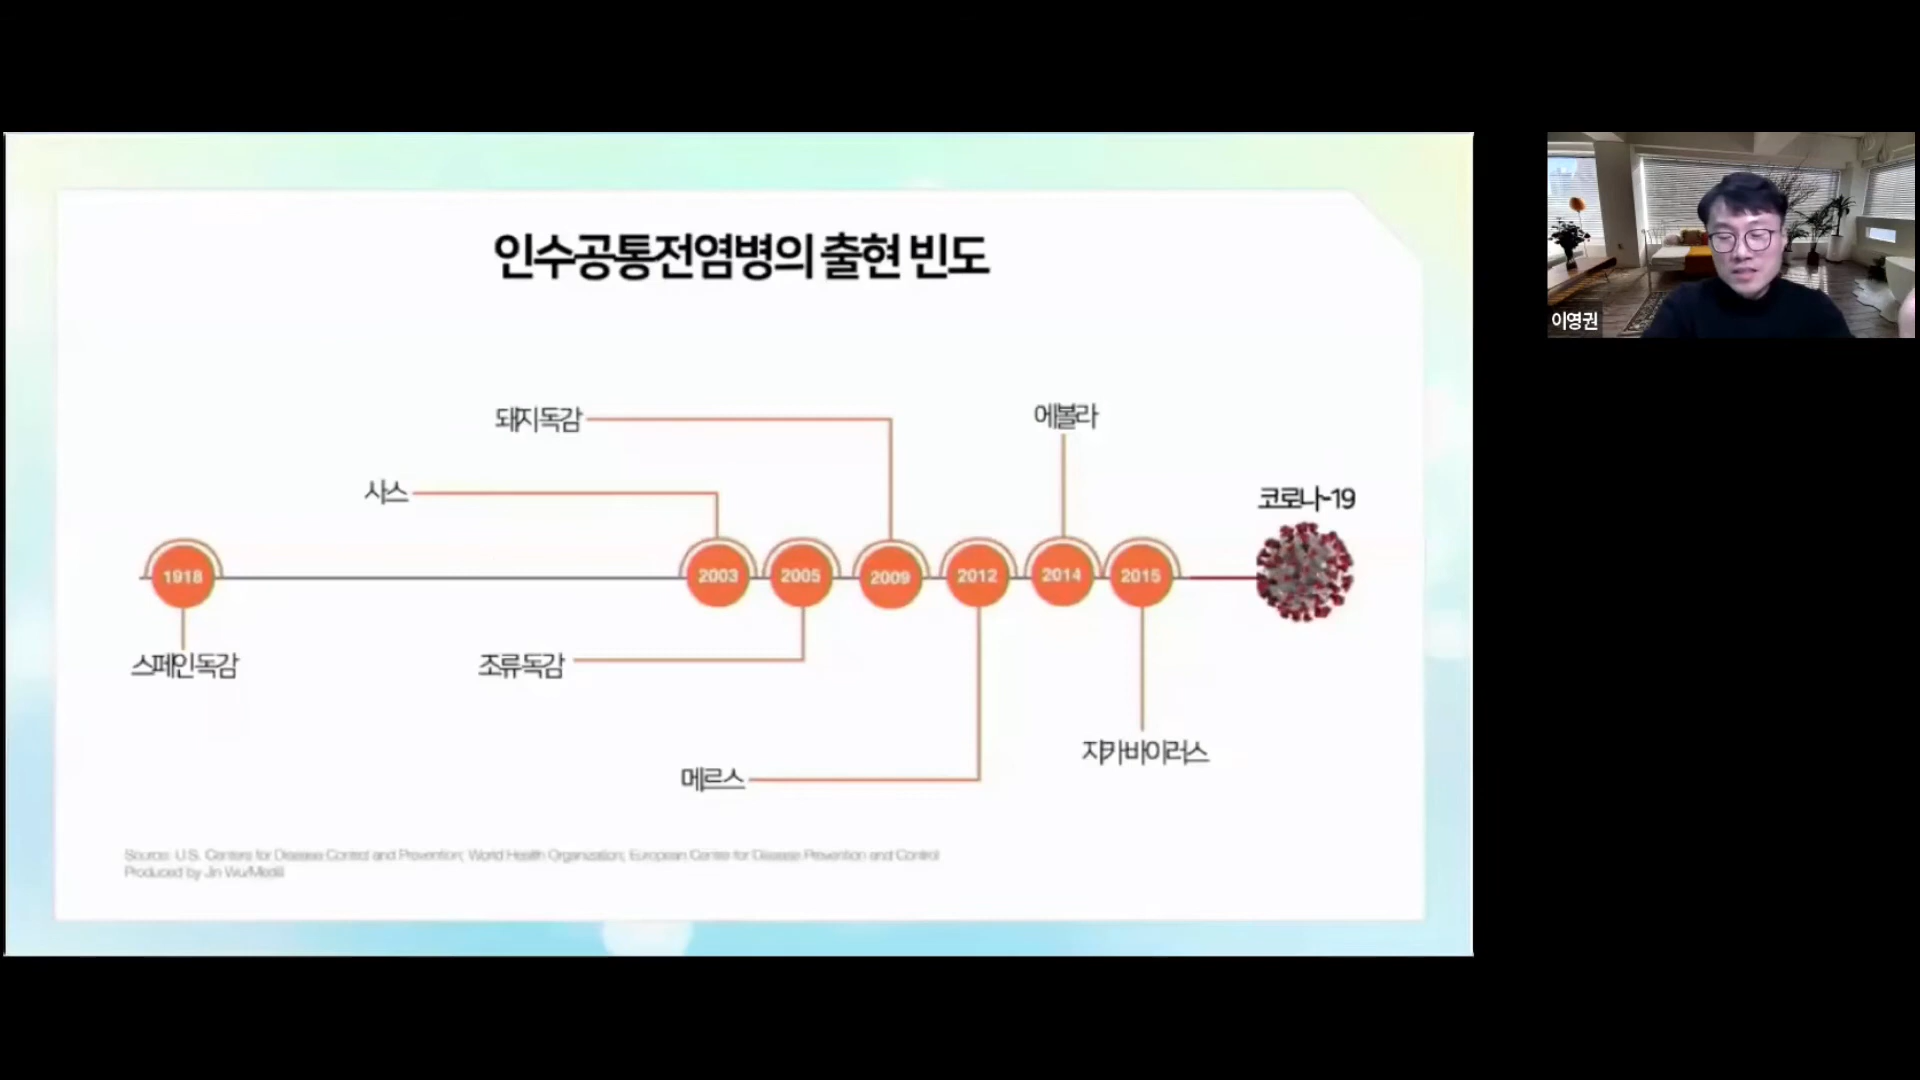 인수공통전염병의 출현 빈도
돼지독감
에볼라
사스
코로나-19
1918
2003
2005
2009
2012
2014
2015
스페인독감
조류독감
지카바이러스
메르스
Source: U.S. Centers for Disease Control and Prevention; World Health Organization; European Centre for Disease Prevention and Control
Produced by Jin Wu/Medill
이영권